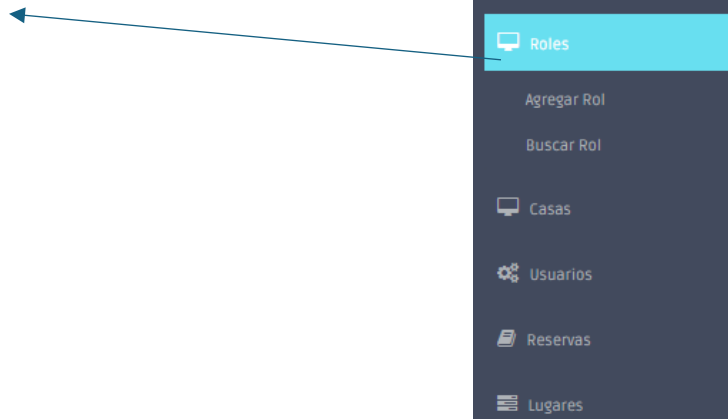 Roles
Agregar Rol
Buscar Rol
Casas
Usuarios
Reservas
Lugares